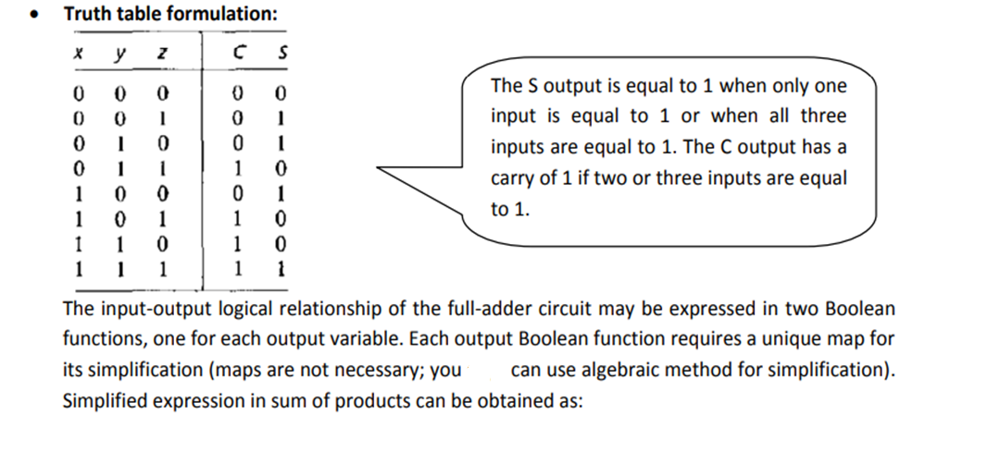 • Truth table formulation:
x y z C S
0 0 0 0 0
0 0 1 0 1
0 1 0 0 1
0 1 1 1 0
1 0 0 0 1
1 0 1 1 0
1 1 0 1 0
1 1 1 1 1
The S output is equal to 1 when only one
input is equal to 1 or when all three
inputs are equal to 1. The C output has a
carry of 1 if two or three inputs are equal
to 1.
The input-output logical relationship of the full-adder circuit may be expressed in two Boolean
functions, one for each output variable. Each output Boolean function requires a unique map for
its simplification (maps are not necessary; you can use algebraic method for simplification).
Simplified expression in sum of products can be obtained as: